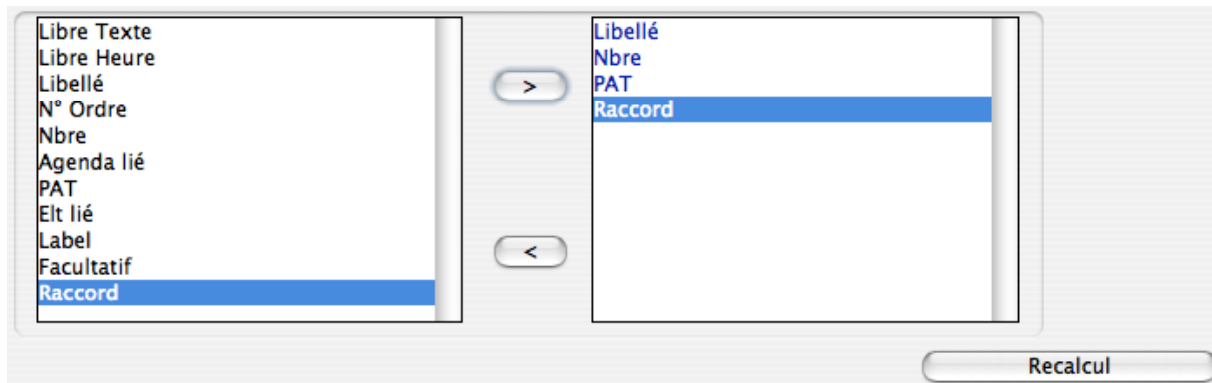 Libre Texte
Libre Heure
Libellé
N° Ordre
Nbre
Agenda lié
PAT
Elt lié
Label
Facultatif
Raccord
>
<
Libellé
Nbre
PAT
Raccord
Recalcul